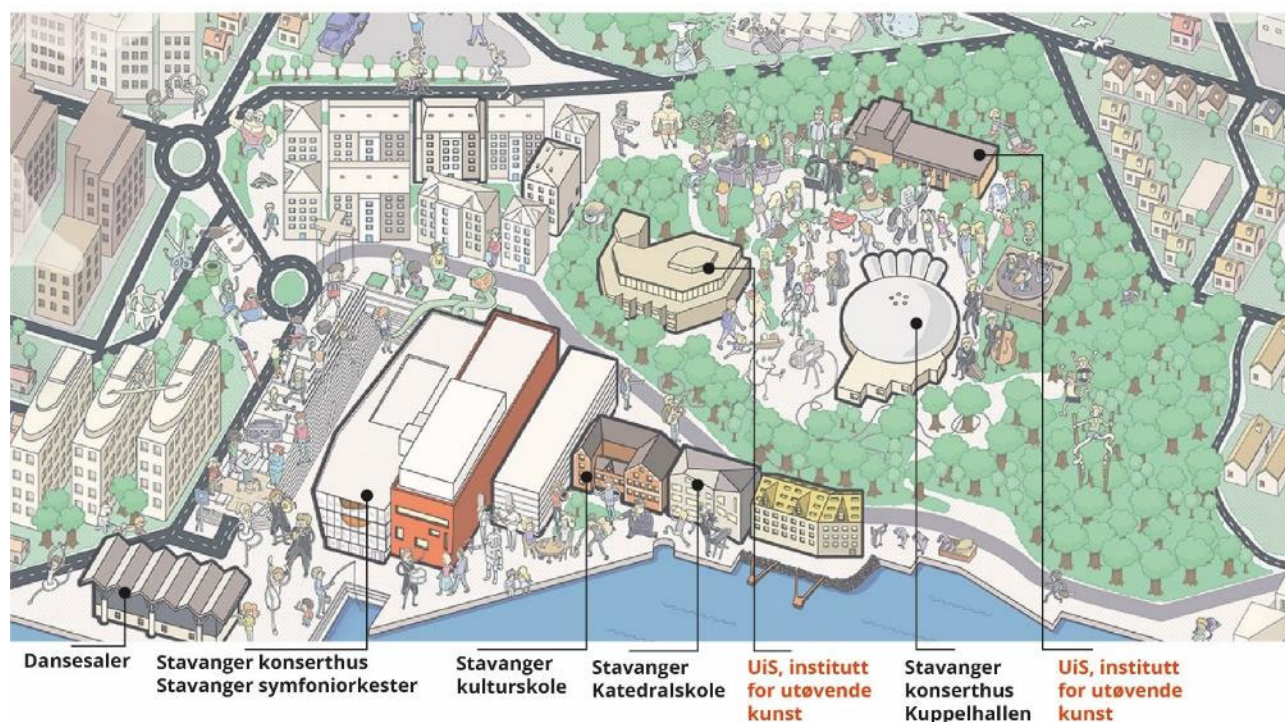 Dansesaler
Stavanger konserthus
Stavanger symfoniorkester
Stavanger
kulturskole
Stavanger
Katedralskole
UiS, institutt
for utøvende
kunst
Stavanger
konserthus
Kuppelhallen
UiS, institutt
for utøvende
kunst